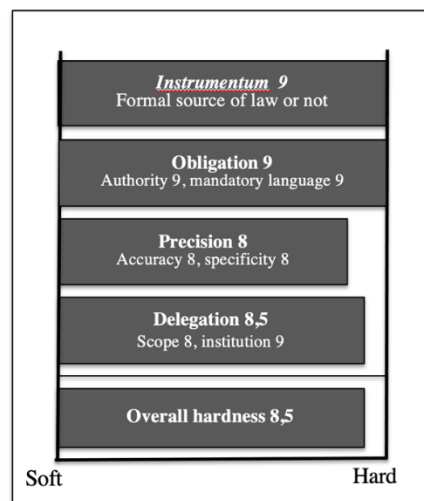 Instrumentum 9
Formal source of law or not
Obligation 9
Authority 9, mandatory language 9
Precision 8
Accuracy 8, specificity 8
Delegation 8,5
Scope 8, institution 9
Overall hardness 8,5
Soft Hard